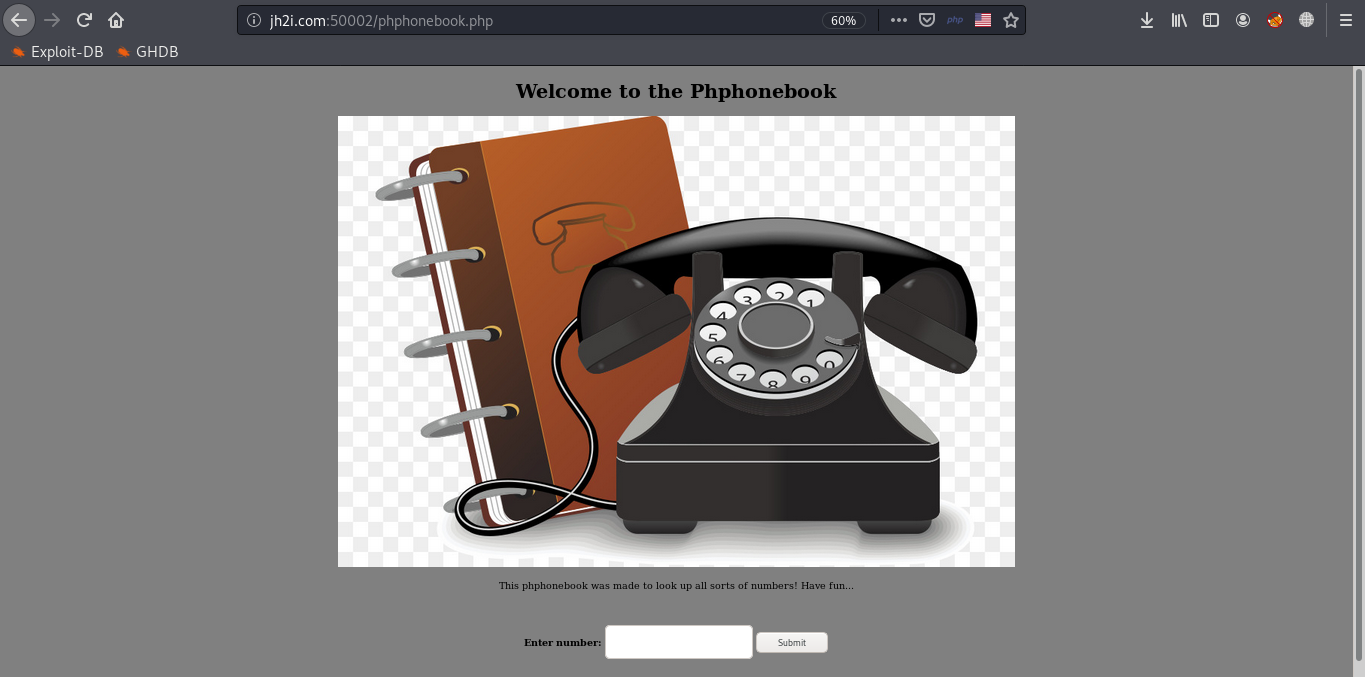 jh2i.com:50002/phphonebook.php
60%
php
Exploit-DB
GHDB
Welcome to the Phphonebook
3 2 1
4
5
6
7 8 9 0
This phphonebook was made to look up all sorts of numbers! Have fun...
Enter number:
Submit